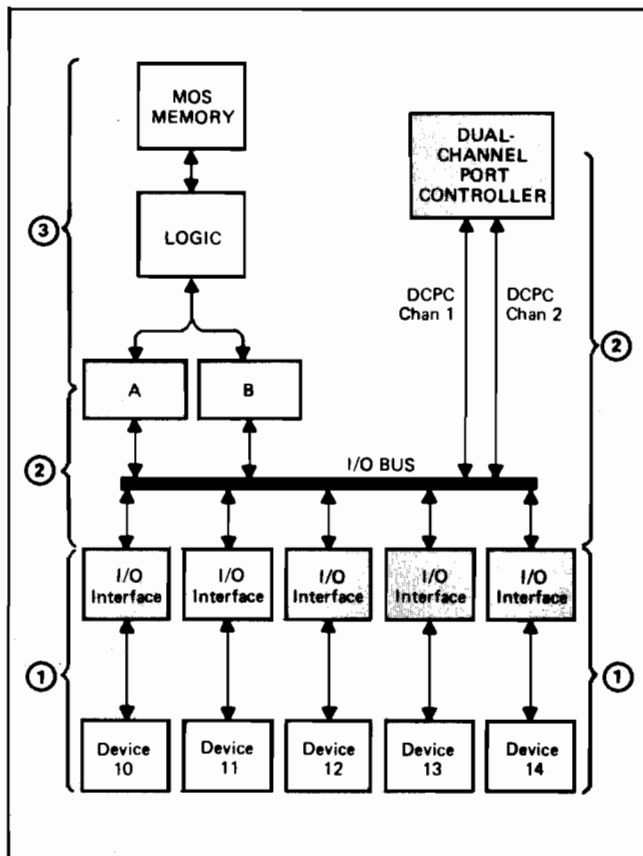 MOS
MEMORY
DUAL-
CHANNEL
PORT
CONTROLLER
3
LOGIC
DCPC
Chan 1
DCPC
Chan 2
2
A
B
2
I/O BUS
I/O
Interface
I/O
Interface
I/O
Interface
I/O
Interface
I/O
Interface
1
1
Device
10
Device
11
Device
12
Device
13
Device
14